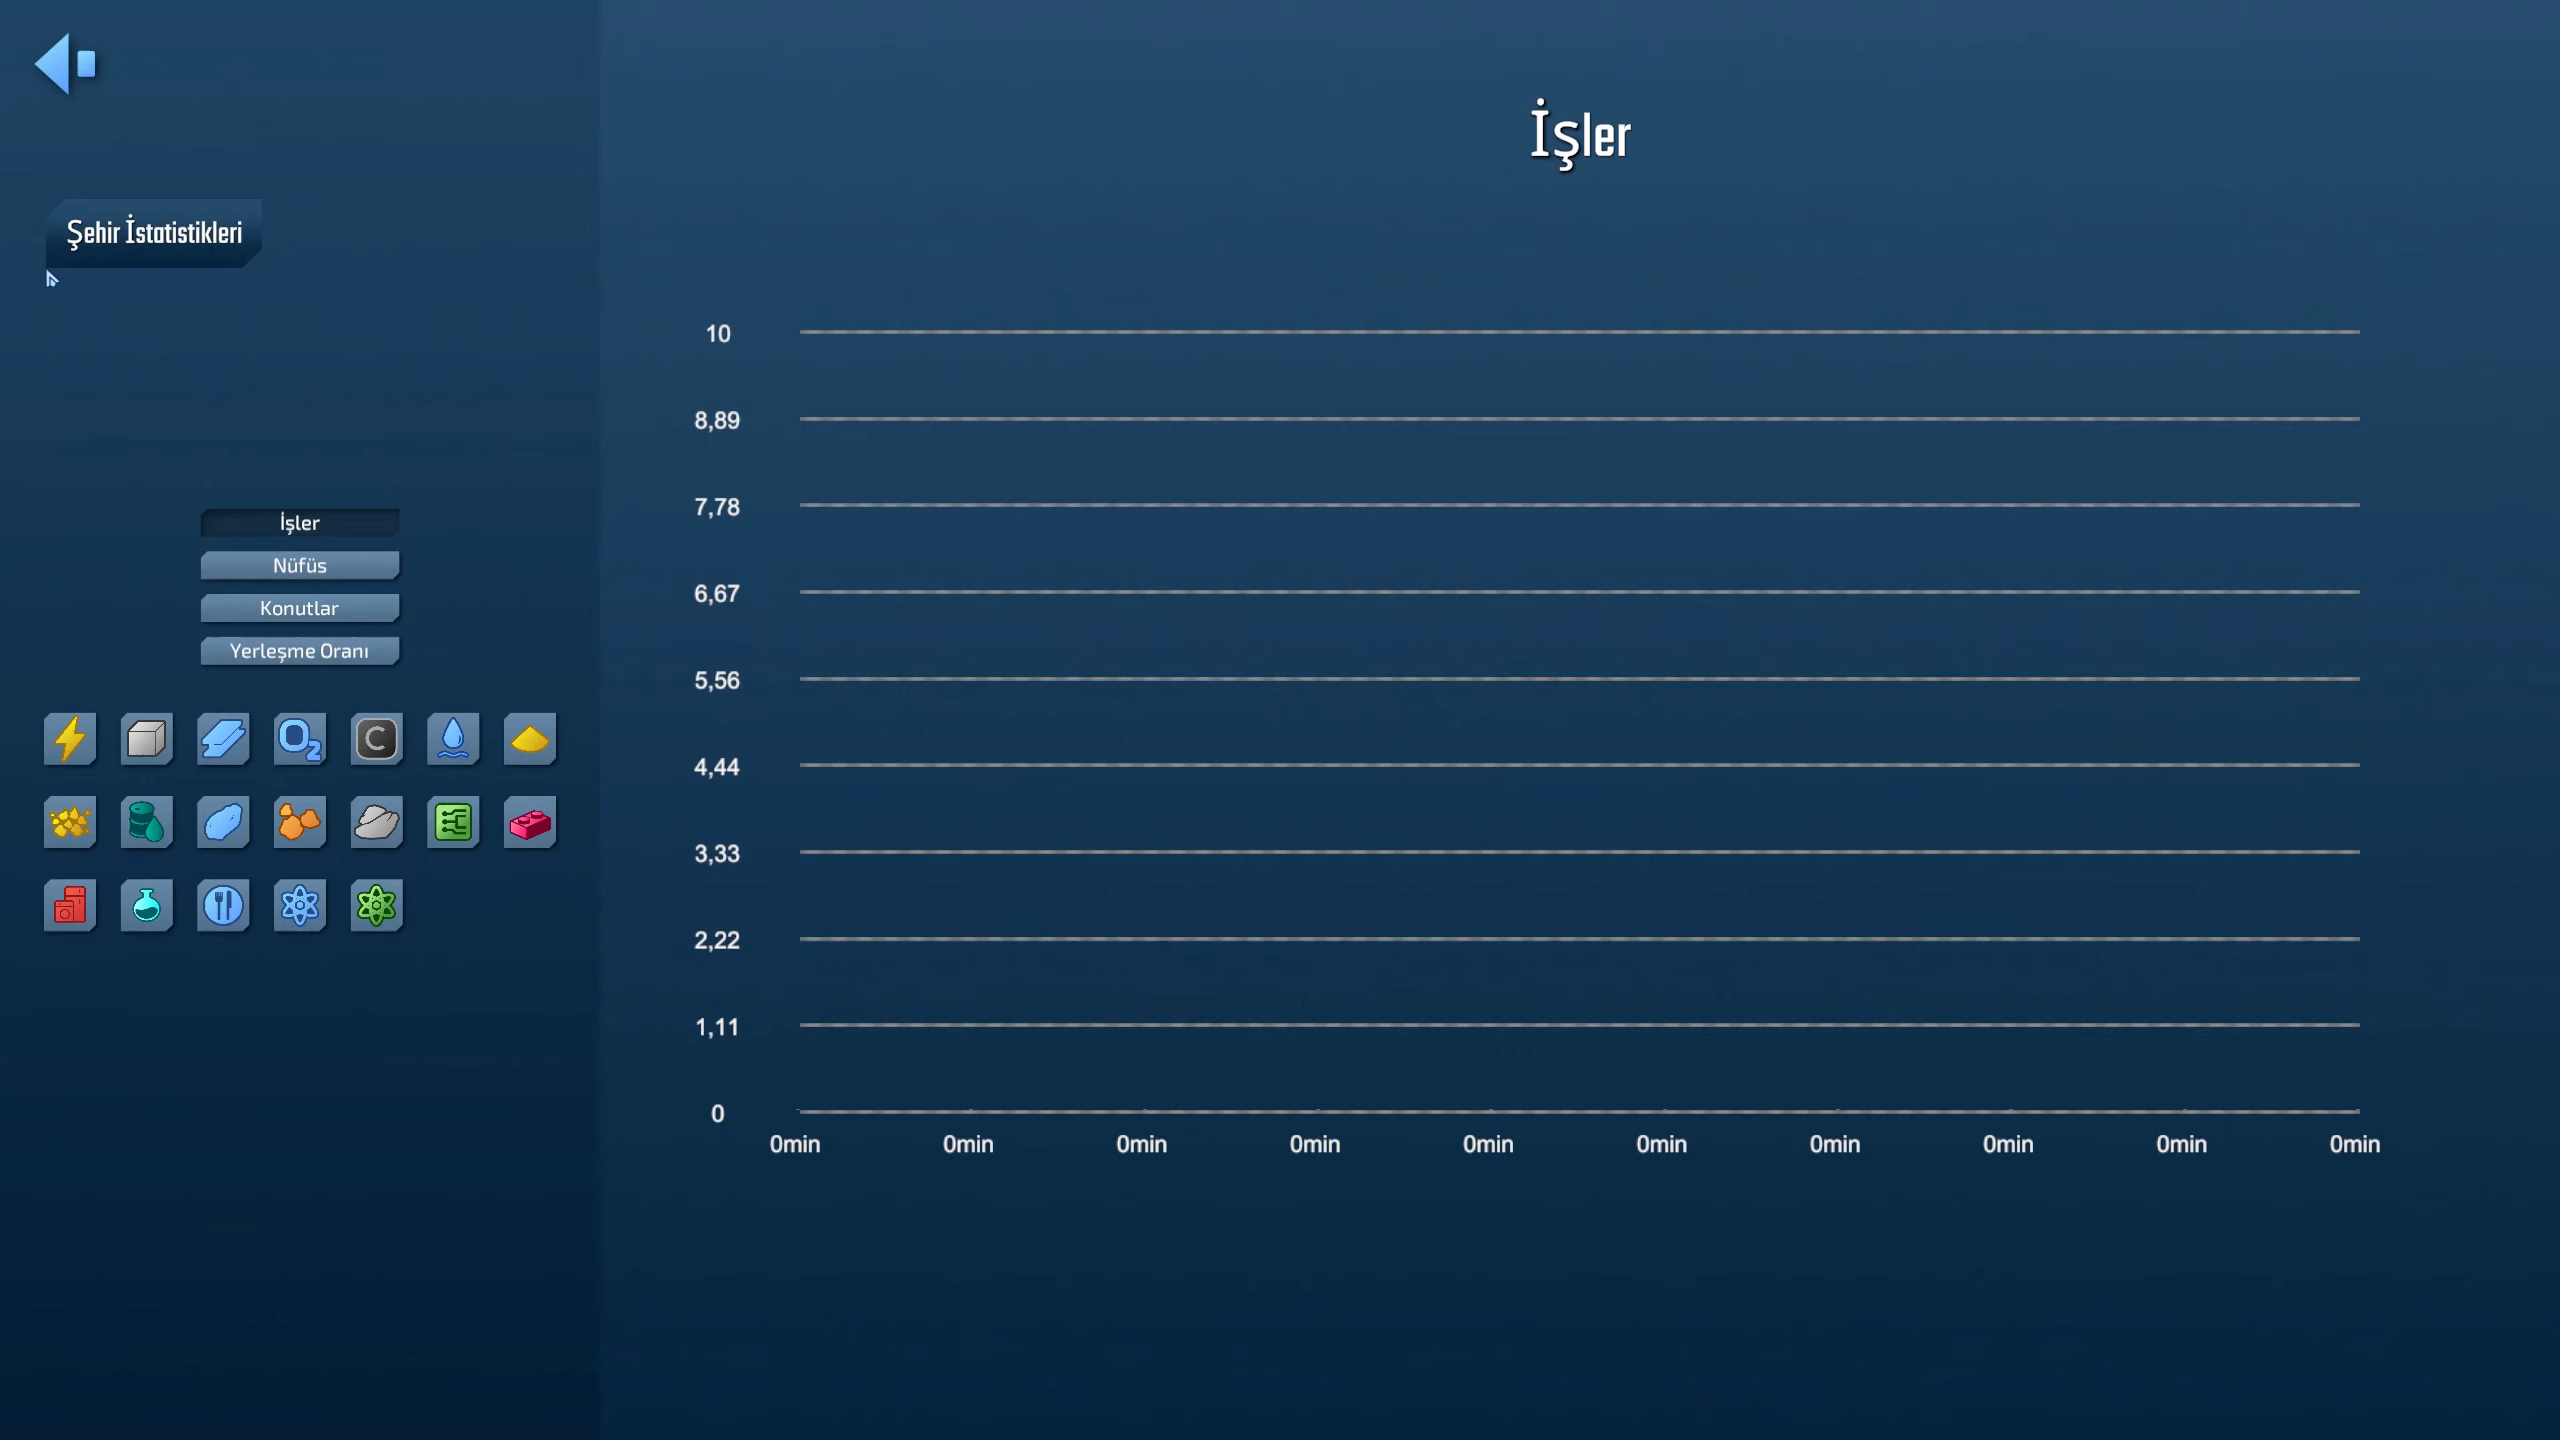 İşler
Şehir İstatistikleri
İşler
Nüfüs
Konutlar
Yerleşme Oranı
O2
C
10
8,89
7,78
6,67
5,56
4,44
3,33
2,22
1,11
0
0min 0min 0min 0min 0min 0min 0min 0min 0min 0min